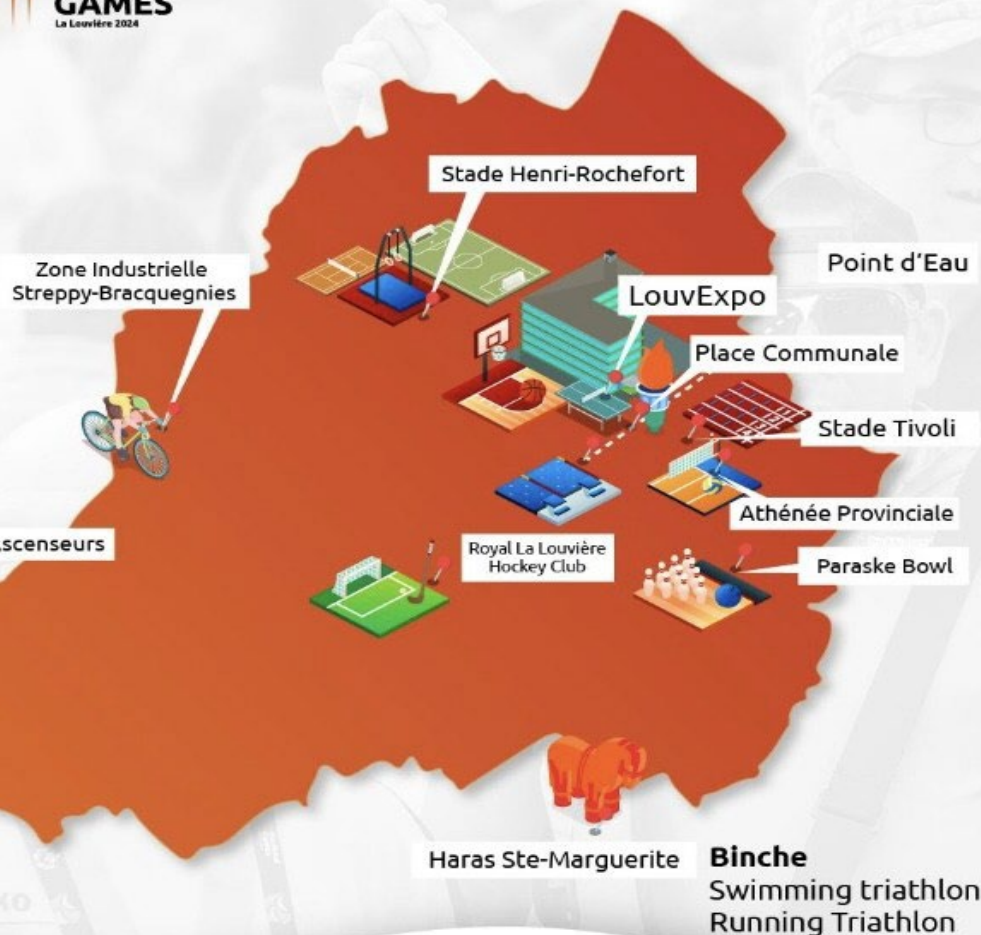 GAMES
La Louvière 2024
Stade Henri-Rochefort
Zone Industrielle
Streppy-Bracquegnies
Point d'Eau
LouvExpo
Place Communale
Stade Tivoli
Athénée Provinciale
Royal La Louvière
Hockey Club
Paraske Bowl
Haras Ste-Marguerite
Binche
Swimming triathlon
Running Triathlon